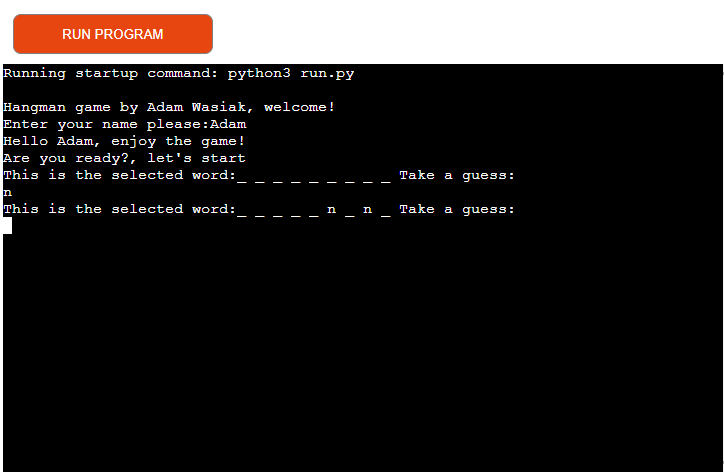 RUN PROGRAM
Running startup command: python3 run.py
Hangman game by Adam Wasiak, welcome!
Enter your name please:Adam
Hello Adam, enjoy the game!
Are you ready?, let's start
This is the selected word:_ _ _ _ _ _ _ _ _ Take a guess:
n
This is the selected word:_ _ _ _ _ n _ n _ Take a guess: